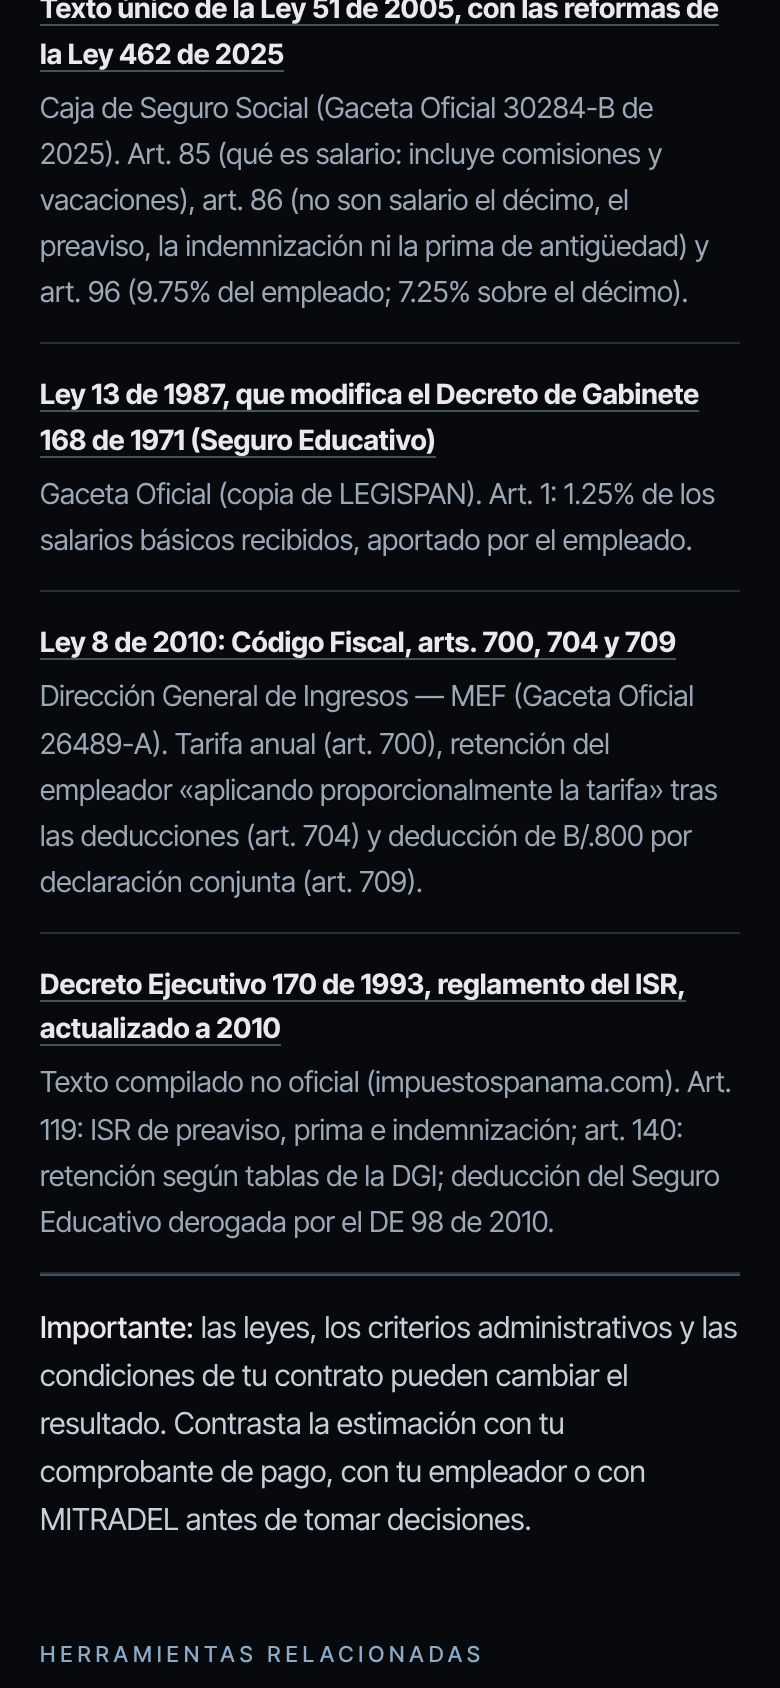 Texto único de la Ley 51 de 2005, con las reformas de
la Ley 462 de 2025
Caja de Seguro Social (Gaceta Oficial 30284-B de
2025). Art. 85 (qué es salario: incluye comisiones y
vacaciones), art. 86 (no son salario el décimo, el
preaviso, la indemnización ni la prima de antigüedad) y
art. 96 (9.75% del empleado; 7.25% sobre el décimo).
Ley 13 de 1987, que modifica el Decreto de Gabinete
168 de 1971 (Seguro Educativo)
Gaceta Oficial (copia de LEGISPAN). Art. 1: 1.25% de los
salarios básicos recibidos, aportado por el empleado.
Ley 8 de 2010: Código Fiscal, arts. 700, 704 y 709
Dirección General de Ingresos — MEF (Gaceta Oficial
26489-A). Tarifa anual (art. 700), retención del
empleador «aplicando proporcionalmente la tarifa» tras
las deducciones (art. 704) y deducción de B/.800 por
declaración conjunta (art. 709).
Decreto Ejecutivo 170 de 1993, reglamento del ISR,
actualizado a 2010
Texto compilado no oficial (impuestospanama.com). Art.
119: ISR de preaviso, prima e indemnización; art. 140:
retención según tablas de la DGI; deducción del Seguro
Educativo derogada por el DE 98 de 2010.
Importante: las leyes, los criterios administrativos y las
condiciones de tu contrato pueden cambiar el
resultado. Contrasta la estimación con tu
comprobante de pago, con tu empleador o con
MITRADEL antes de tomar decisiones.
HERRAMIENTAS RELACIONADAS